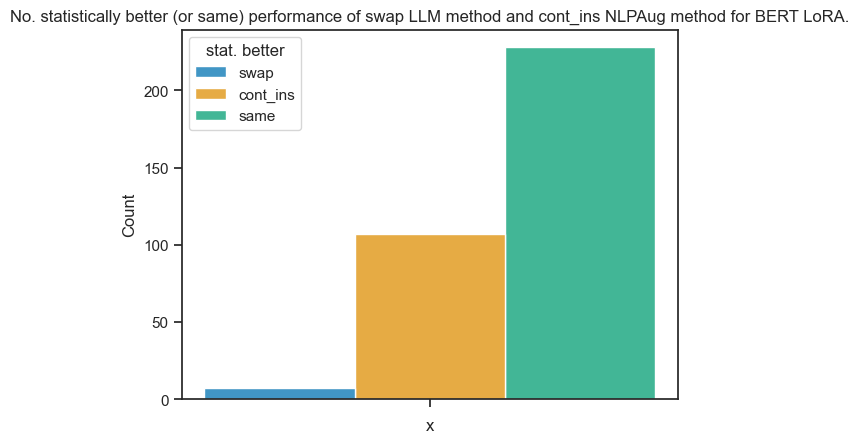 No. statistically better (or same) performance of swap LLM method and cont_ins NLPAug method for BERT LoRA.
stat. better
swap
cont_ins
same
Count
200
150
100
50
0
x